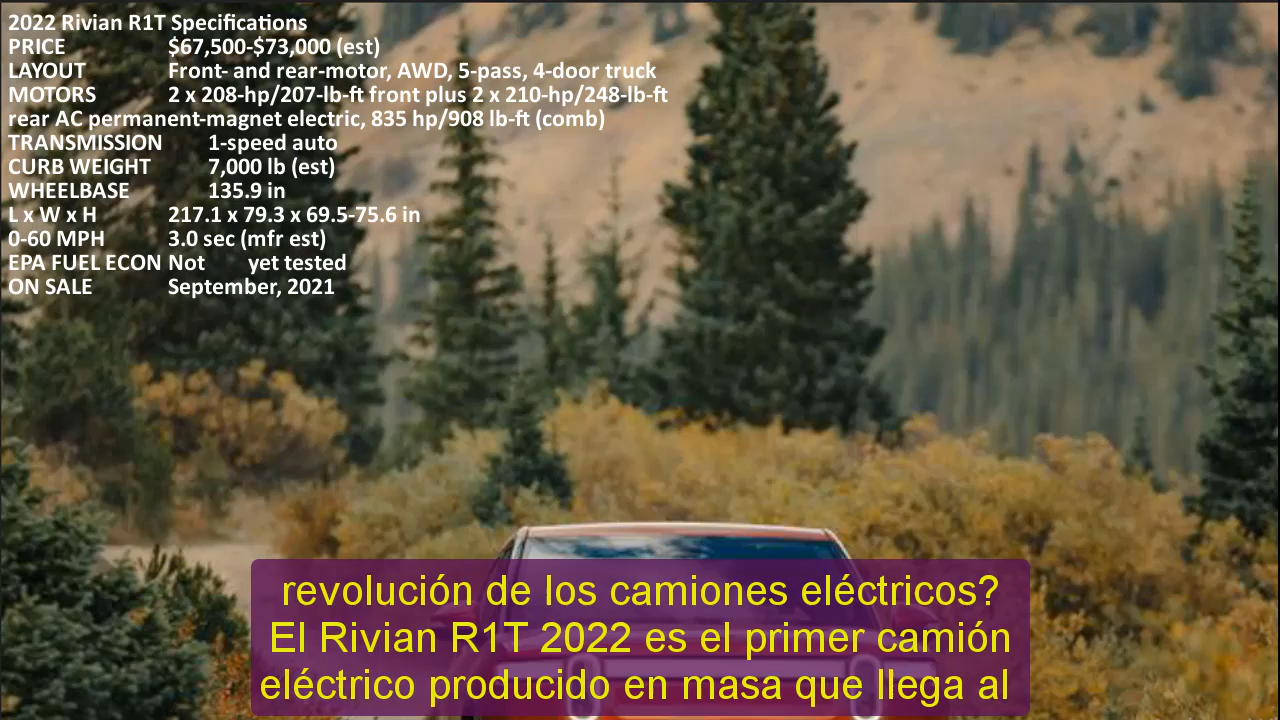 2022 Rivian R1T Specifications
PRICE $67,500-$73,000 (est)
LAYOUT Front- and rear-motor, AWD, 5-pass, 4-door truck
MOTORS 2 x 208-hp/207-lb-ft front plus 2 x 210-hp/248-lb-ft
rear AC permanent-magnet electric, 835 hp/908 lb-ft (comb)
TRANSMISSION 1-speed auto
CURB WEIGHT 7,000 lb (est)
WHEELBASE 135.9 in
L x W x H 217.1 x 79.3 x 69.5-75.6 in
0-60 MPH 3.0 sec (mfr est)
EPA FUEL ECON Not yet tested
ON SALE September, 2021
revolución de los camiones eléctricos?
El Rivian R1T 2022 es el primer camión
eléctrico producido en masa que llega al